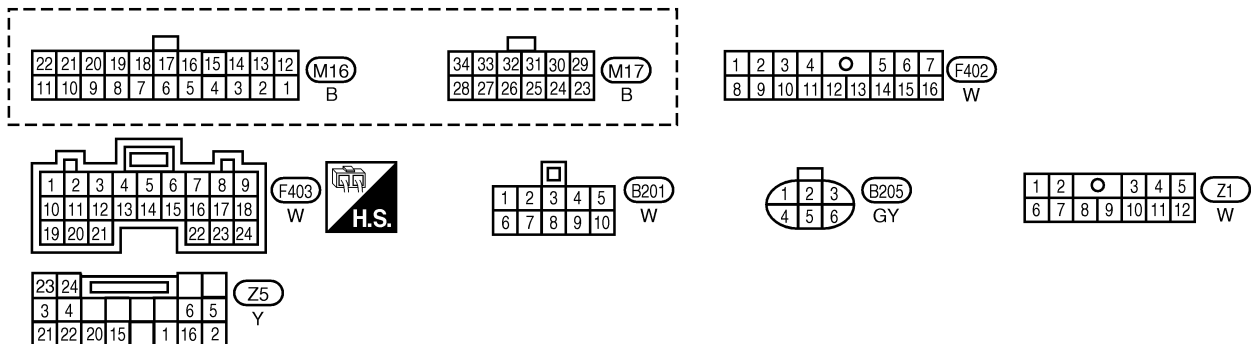 22 21 20 19 18 17 16 15 14 13 12
11 10 9 8 7 6 5 4 3 2 1
M16
B
34 33 32 31 30 29
28 27 26 25 24 23
M17
B
1 2 3 4 5 6 7
8 9 10 11 12 13 14 15 16
F402
W
1 2 3 4 5 6 7 8 9
10 11 12 13 14 15 16 17 18
19 20 21 22 23 24
F403
W
H.S.
1 2 3 4 5
6 7 8 9 10
B201
W
1 2 3
4 5 6
B205
GY
1 2 3 4 5
6 7 8 9 10 11 12
Z1
W
23 24
3 4 6 5
21 22 20 15 1 16 2
Z5
Y